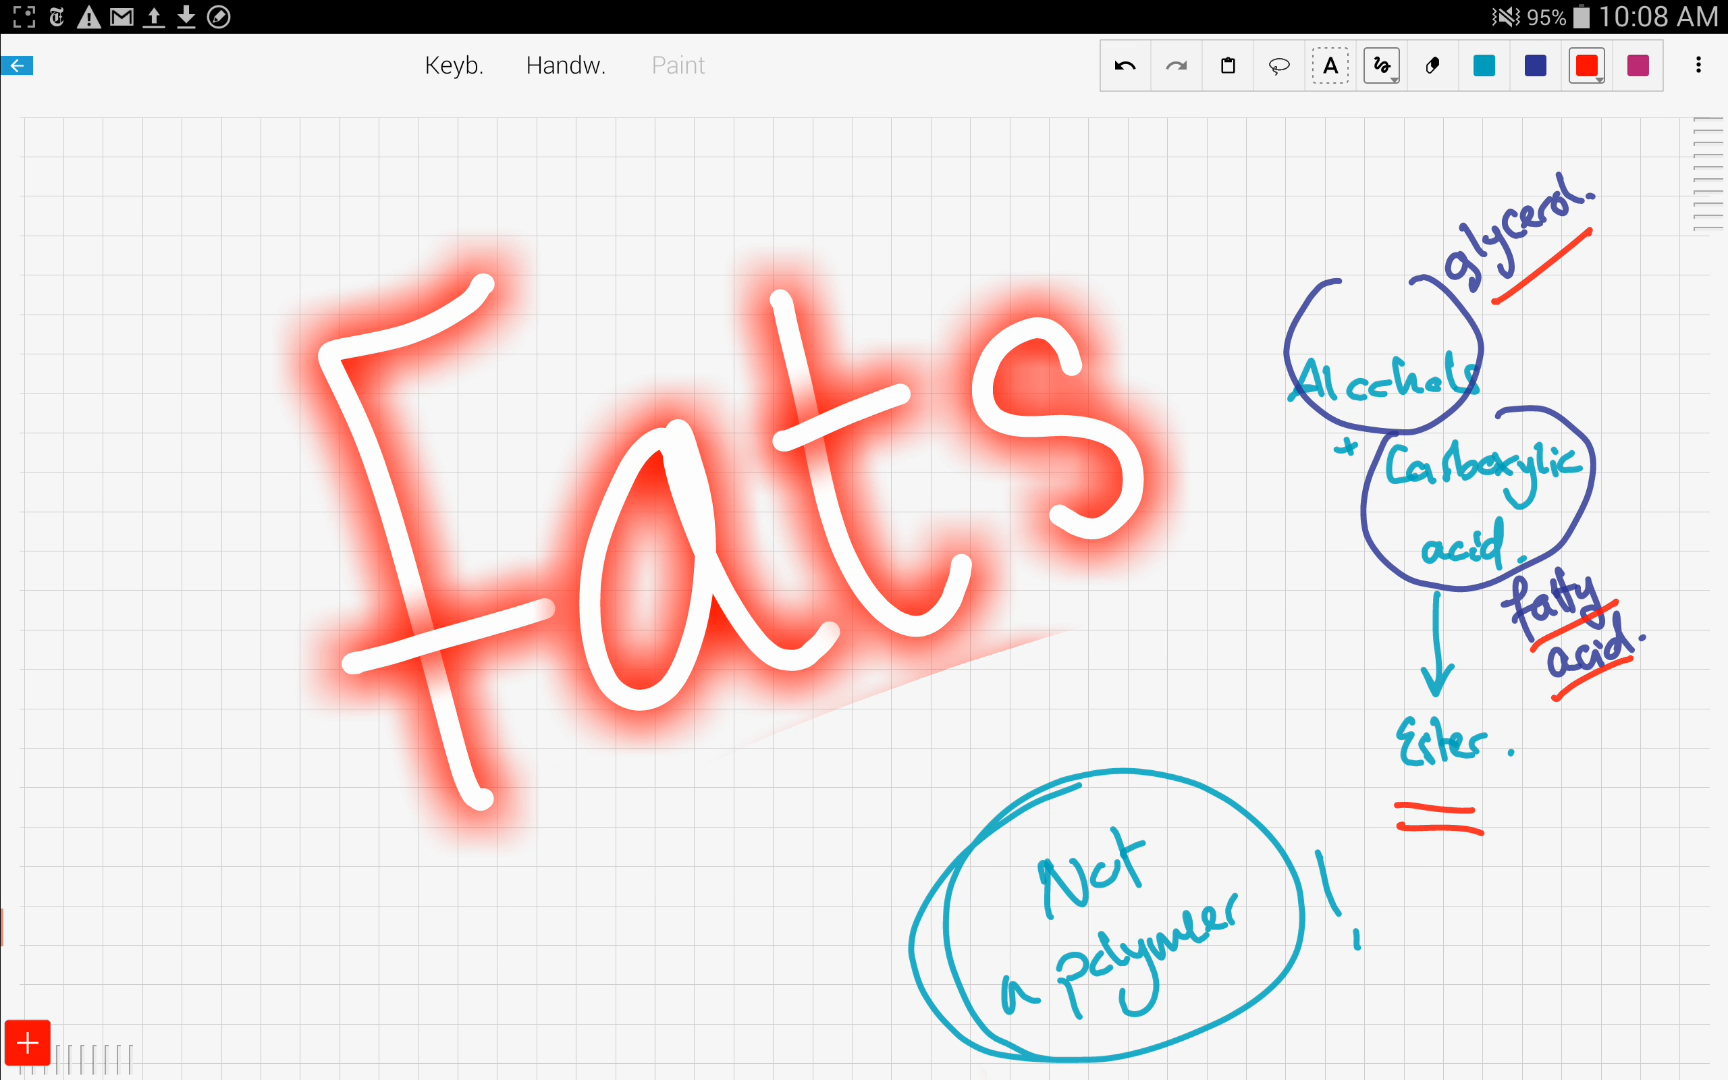 95% 10:08 AM
Keyb. Handw. Paint
A
Fats
glycerol.
Alcohols
+
Carboxylic
acid.
fatty
acid.
Ester.
Not
a polymer
!